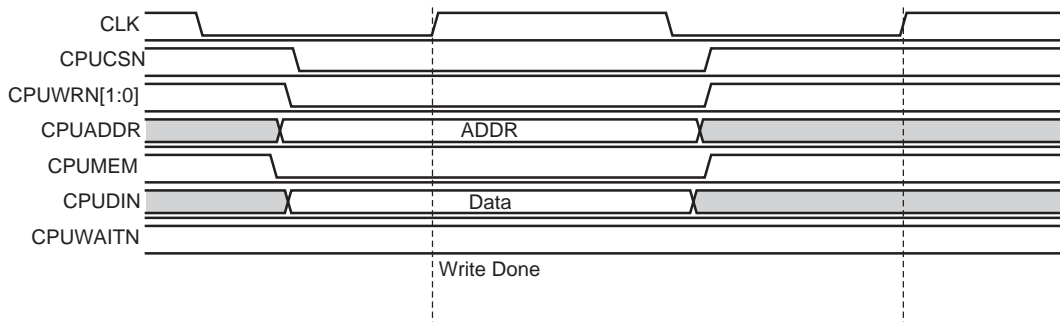 CLK
CPUCSN
CPUWRN[1:0]
CPUADDR ADDR
CPUMEM
CPUDIN Data
CPUWAITN
Write Done